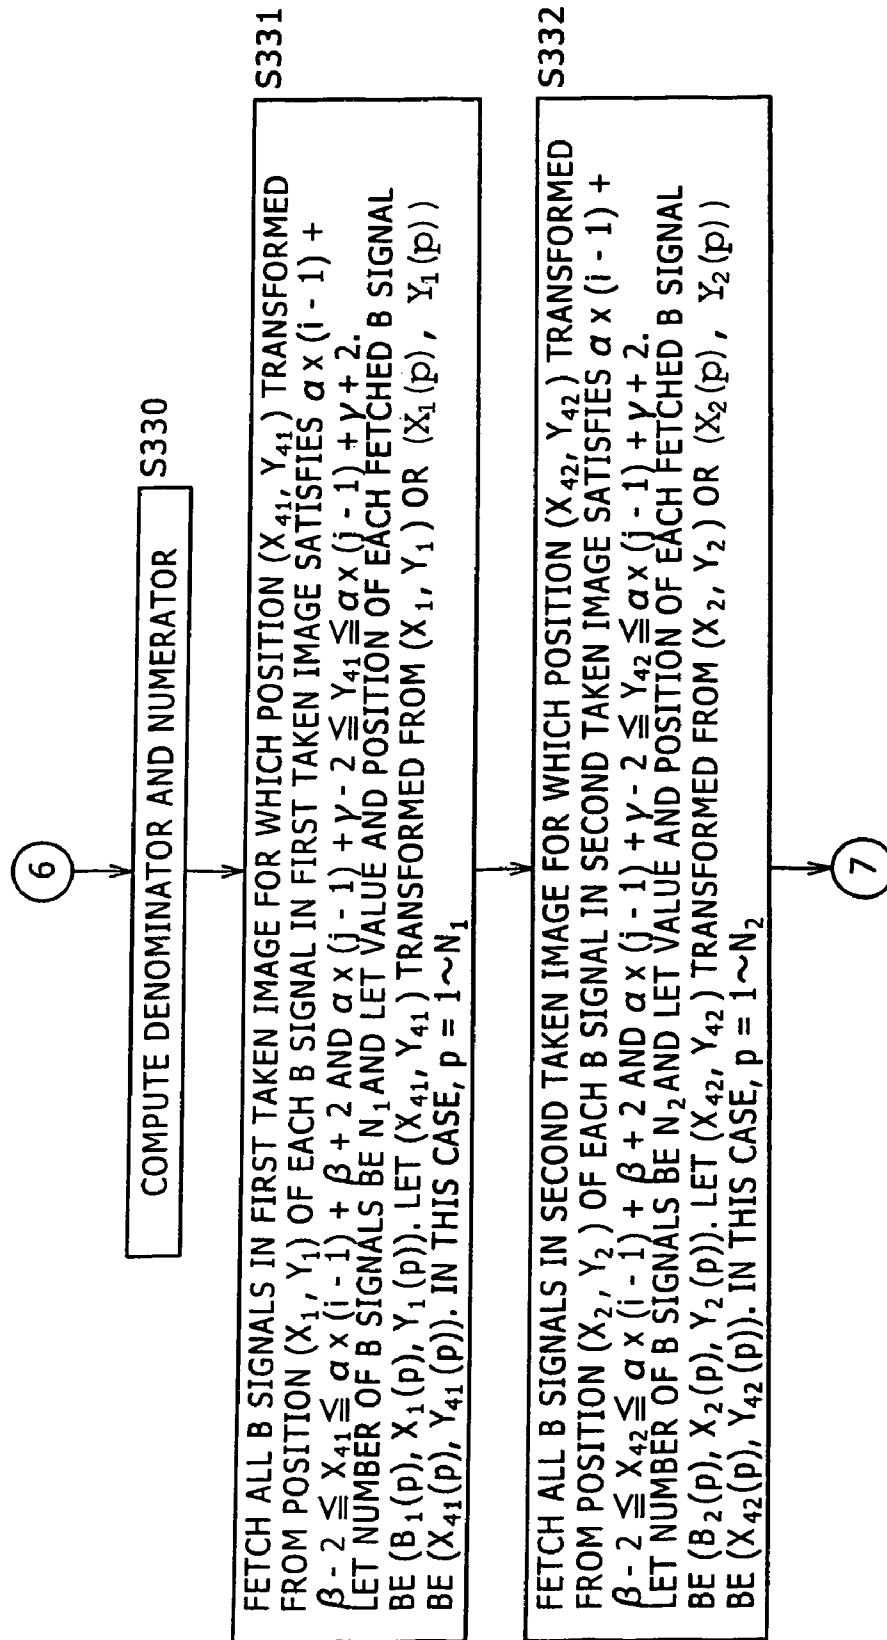 6
S330
COMPUTE DENOMINATOR AND NUMERATOR
S331
FETCH ALL B SIGNALS IN FIRST TAKEN IMAGE FOR WHICH POSITION (X₄₁, Y₄₁) TRANSFORMED
FROM POSITION (X₁, Y₁) OF EACH B SIGNAL IN FIRST TAKEN IMAGE SATISFIES α x (i - 1) +
β - 2 ≦ X₄₁ ≦ α x (i - 1) + β + 2 AND α x (j - 1) + γ - 2 ≦ Y₄₁ ≦ α x (j - 1) + γ + 2.
LET NUMBER OF B SIGNALS BE N₁ AND LET VALUE AND POSITION OF EACH FETCHED B SIGNAL
BE (B₁(p), X₁(p), Y₁(p)). LET (X₄₁, Y₄₁) TRANSFORMED FROM (X₁, Y₁) OR (X₁(p), Y₁(p))
BE (X₄₁(p), Y₄₁(p)). IN THIS CASE, p = 1~N₁
S332
FETCH ALL B SIGNALS IN SECOND TAKEN IMAGE FOR WHICH POSITION (X₄₂, Y₄₂) TRANSFORMED
FROM POSITION (X₂, Y₂) OF EACH B SIGNAL IN SECOND TAKEN IMAGE SATISFIES α x (i - 1) +
β - 2 ≦ X₄₂ ≦ α x (i - 1) + β + 2 AND α x (j - 1) + γ - 2 ≦ Y₄₂ ≦ α x (j - 1) + γ + 2.
LET NUMBER OF B SIGNALS BE N₂ AND LET VALUE AND POSITION OF EACH FETCHED B SIGNAL
BE (B₂(p), X₂(p), Y₂(p)). LET (X₄₂, Y₄₂) TRANSFORMED FROM (X₂, Y₂) OR (X₂(p), Y₂(p))
BE (X₄₂(p), Y₄₂(p)). IN THIS CASE, p = 1~N₂
7